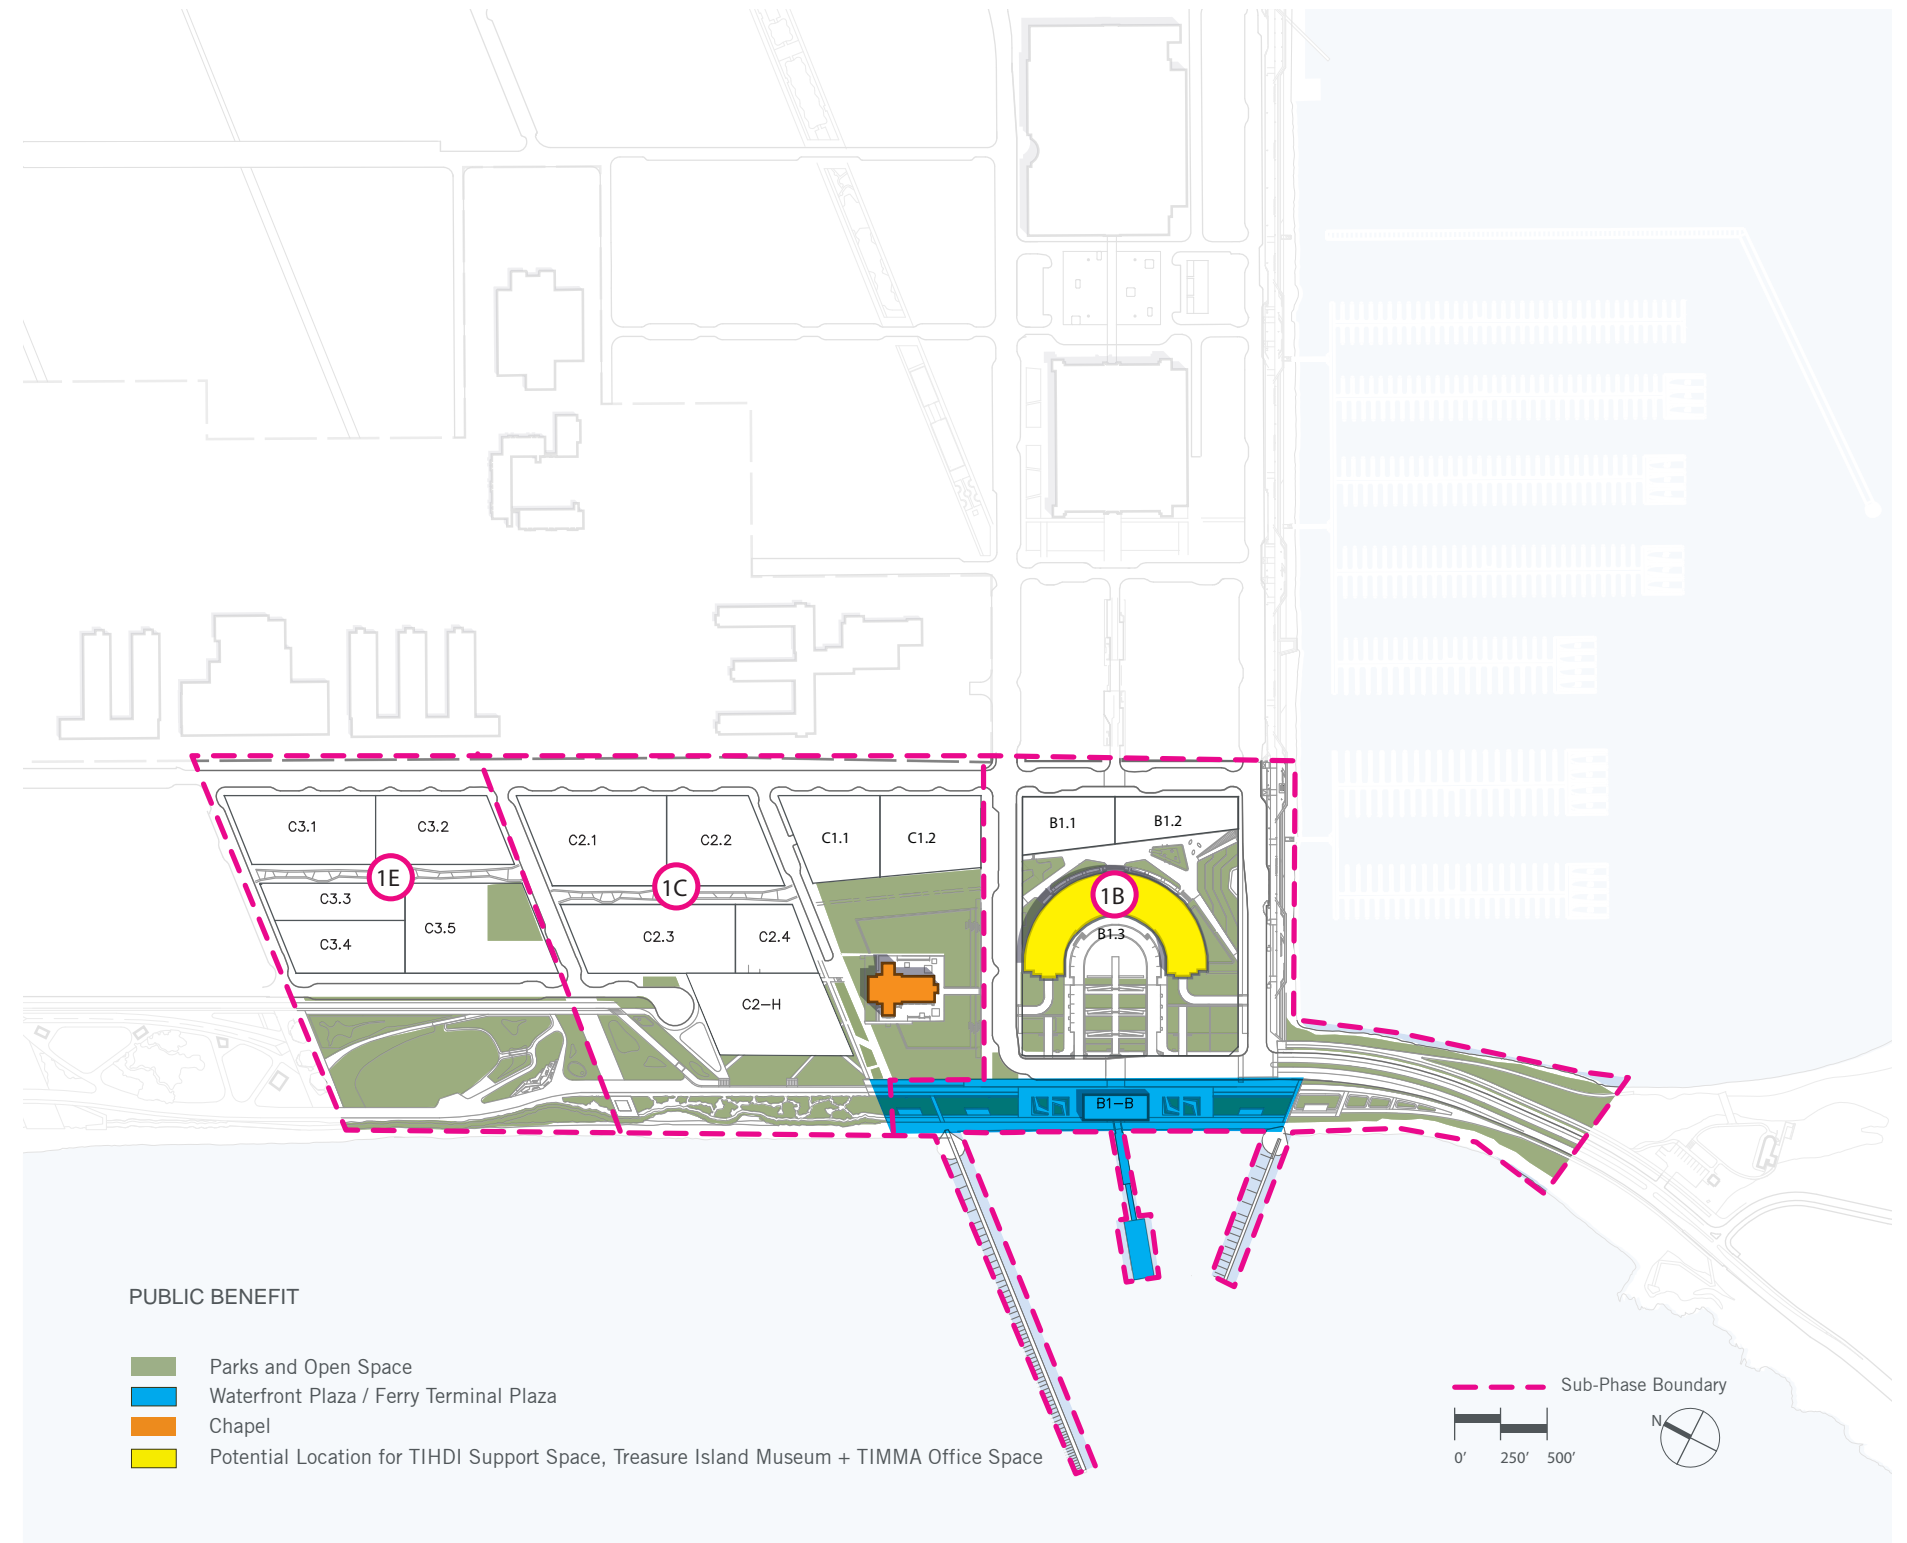 C3.1
C3.2
C2.1
C2.2
C1.1
C1.2
B1.1
B1.2
1E
1C
1B
C3.3
C3.4
C3.5
C2.3
C2.4
B1.3
C2-H
B1-B
PUBLIC BENEFIT
Parks and Open Space
Waterfront Plaza / Ferry Terminal Plaza
Chapel
Potential Location for TIHDI Support Space, Treasure Island Museum + TIMMA Office Space
Sub-Phase Boundary
0' 250' 500'
N